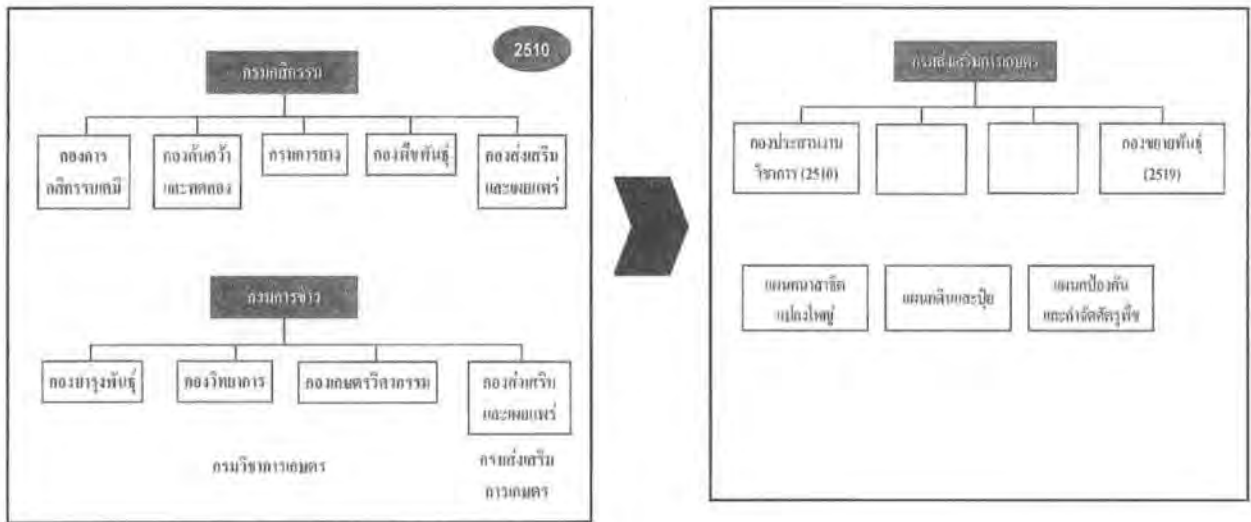 2510
กรมกสิกรรม
กองการ
กสิกรรมเคมี
กองค้นคว้า
และทดลอง
กรมการยาง
กองพืชพันธุ์
กองส่งเสริม
และเผยแพร่
กรมการข้าว
กองบำรุงพันธุ์
กองวิทยาการ
กองเกษตรวิศวกรรม
กองส่งเสริม
และเผยแพร่
กรมวิชาการเกษตร
กรมส่งเสริม
การเกษตร
กรมส่งเสริมการเกษตร
กองประสานงาน
วิชาการ (2510)
กองขยายพันธุ์
(2519)
แผนกนาสาธิต
แปลงใหญ่
แผนกดินและปุ๋ย
แผนกป้องกัน
และกำจัดศัตรูพืช